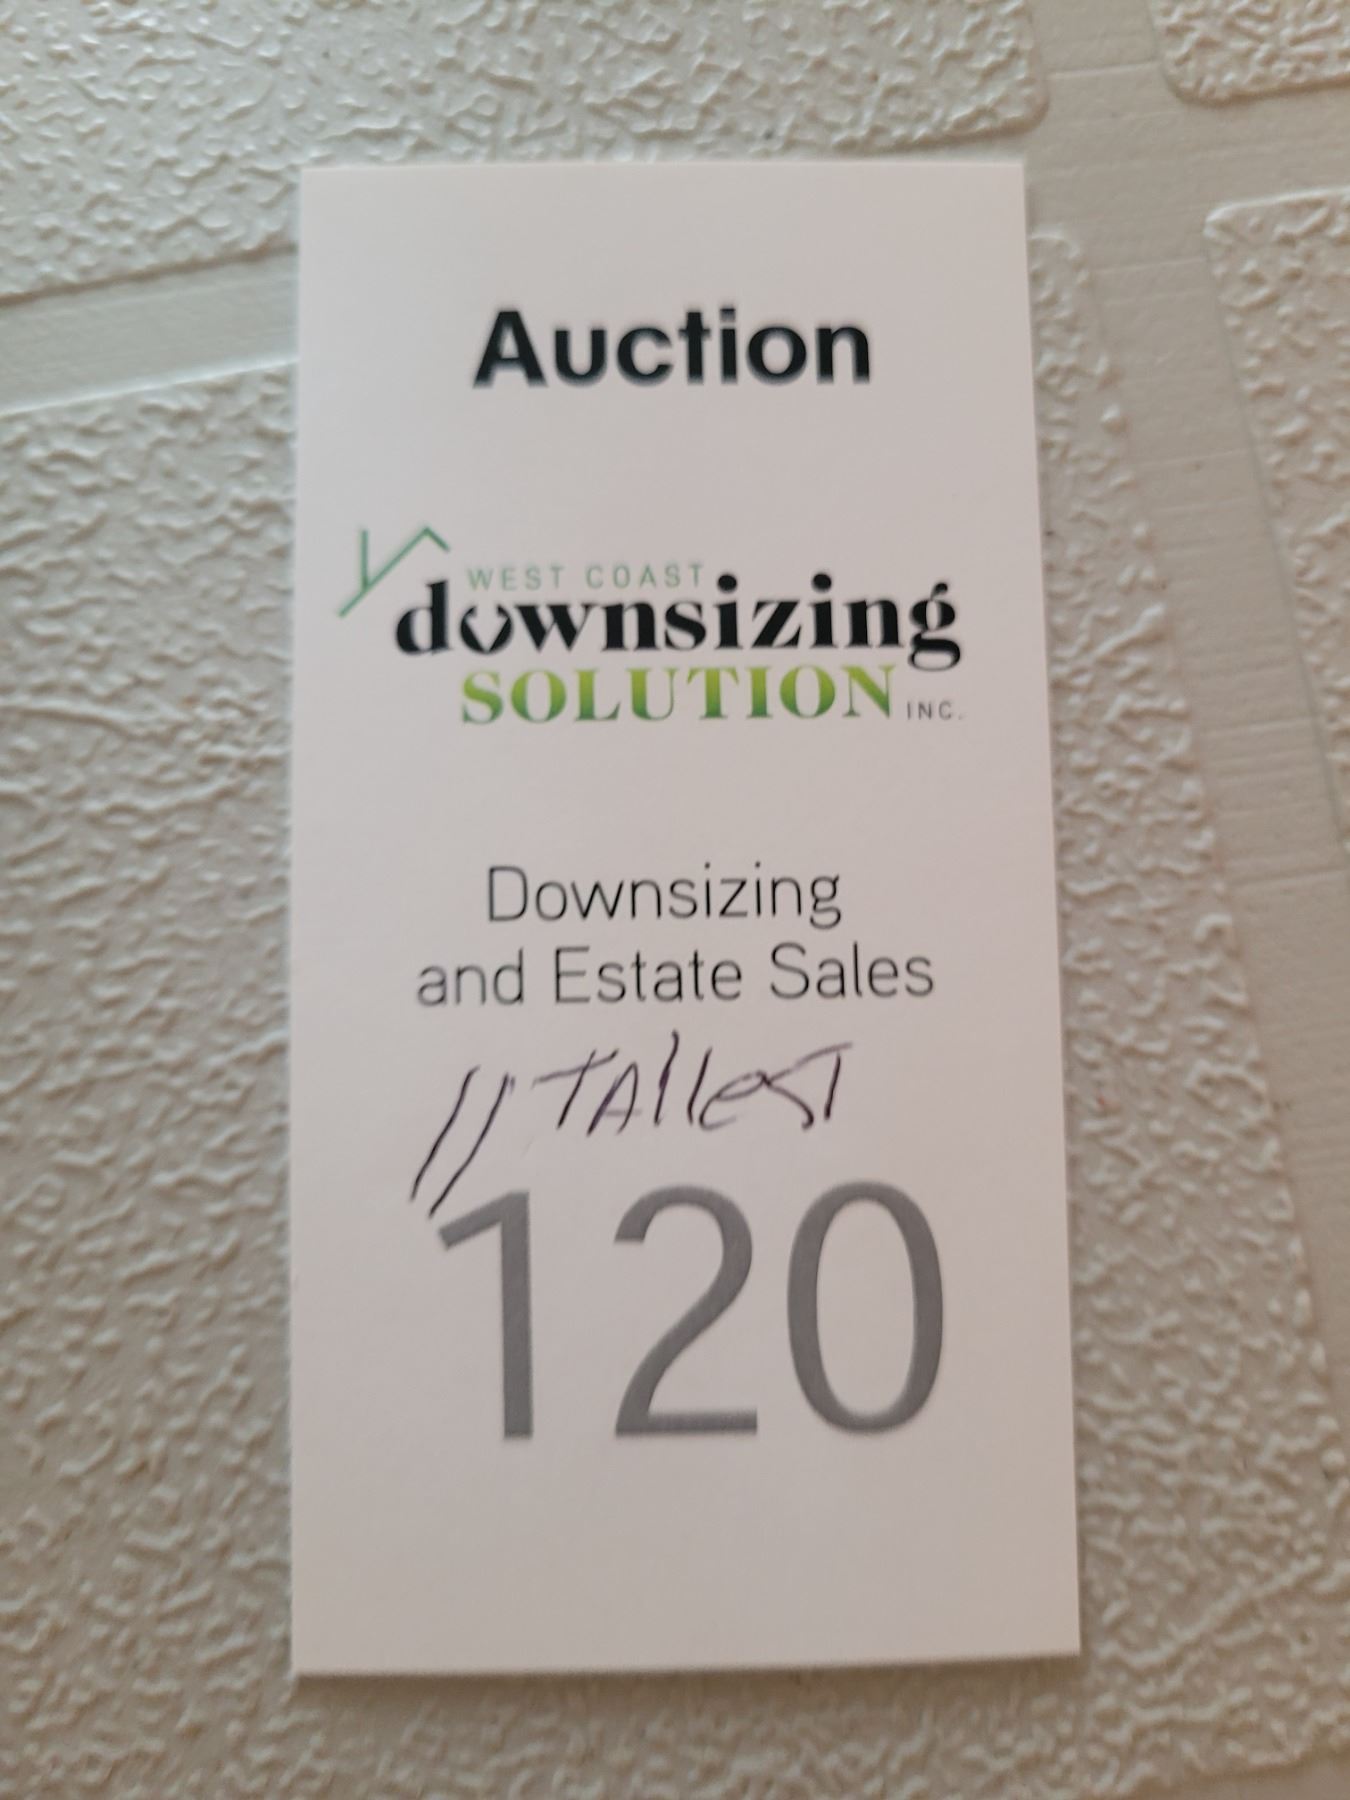 Auction
WEST COAST
downsizing
SOLUTION INC.
Downsizing
and Estate Sales
11 TAllesT
120